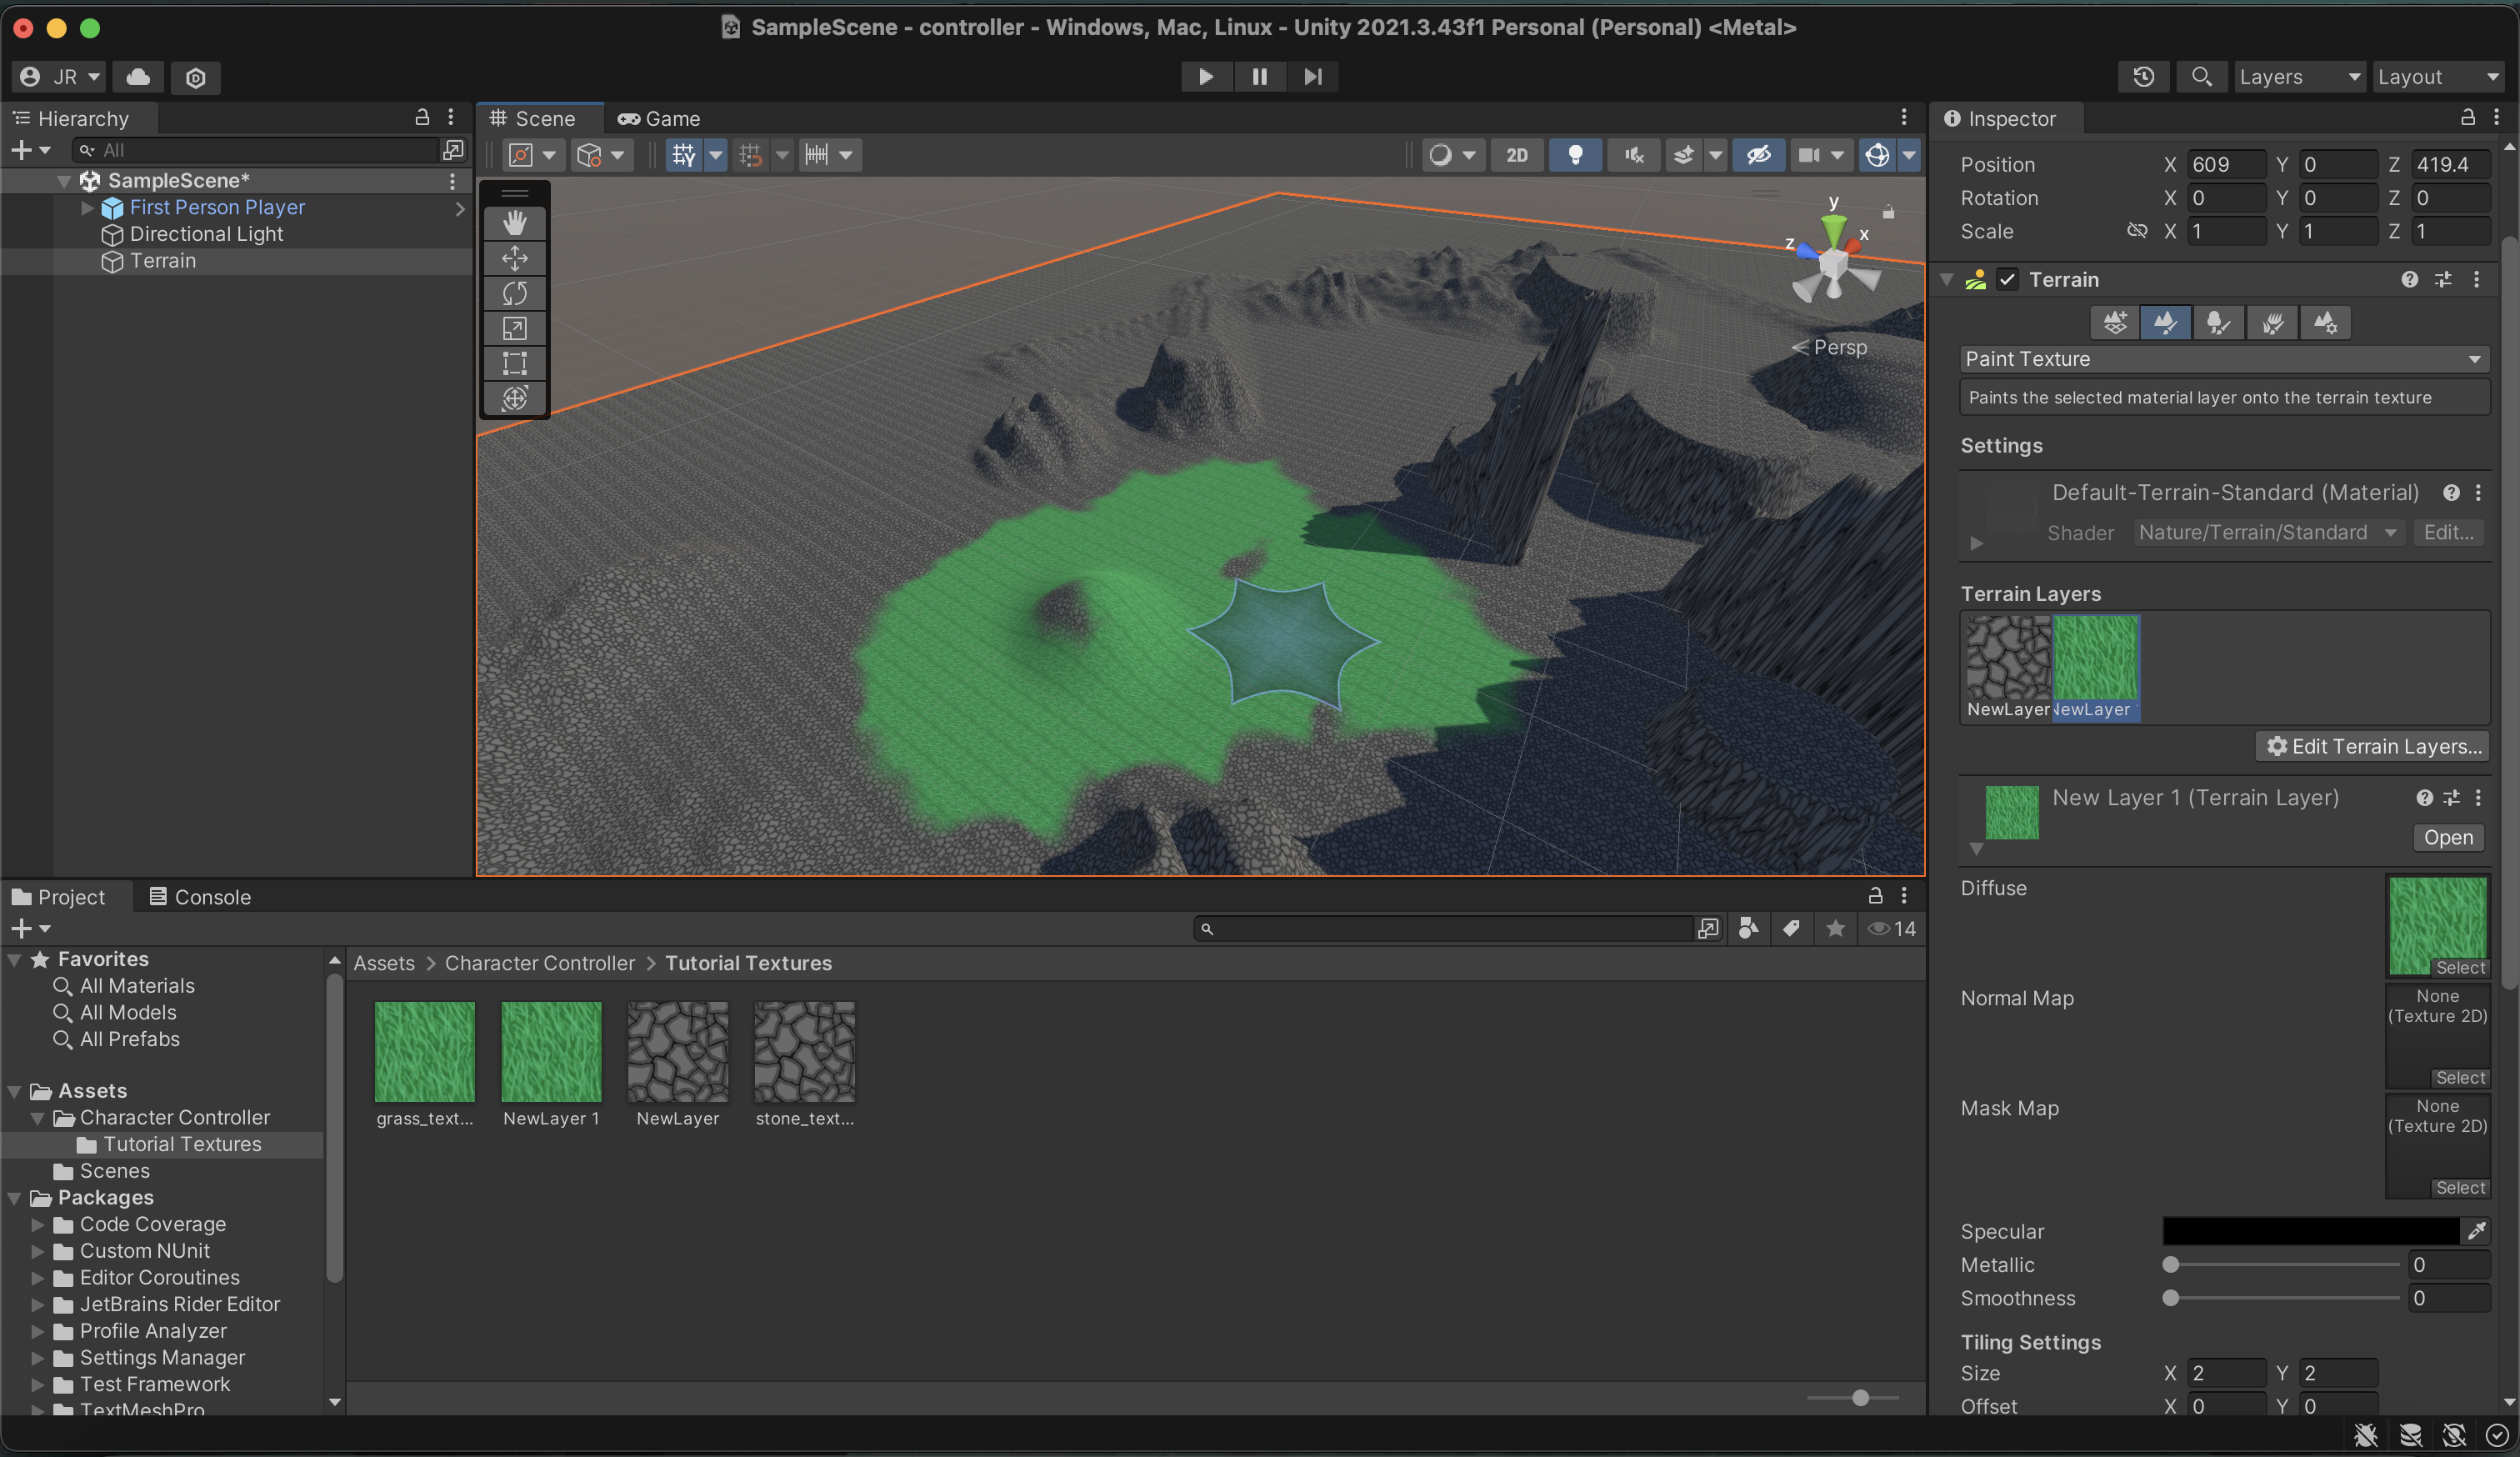 SampleScene - controller - Windows, Mac, Linux - Unity 2021.3.43f1 Personal (Personal) <Metal>
JR
Layers
Layout
Hierarchy
All
SampleScene*
First Person Player
Directional Light
Terrain
Scene
Game
2D
y
x
z
Persp
Inspector
Position X 609 Y 0 Z 419.4
Rotation X 0 Y 0 Z 0
Scale X 1 Y 1 Z 1
Terrain
Paint Texture
Paints the selected material layer onto the terrain texture
Settings
Default-Terrain-Standard (Material)
Shader Nature/Terrain/Standard Edit...
Terrain Layers
NewLayer NewLayer
Edit Terrain Layers...
New Layer 1 (Terrain Layer)
Open
Diffuse
Select
Normal Map
None
(Texture 2D)
Select
Mask Map
None
(Texture 2D)
Select
Specular
Metallic 0
Smoothness 0
Tiling Settings
Size X 2 Y 2
Offset X 0 Y 0
Project
Console
14
Favorites
All Materials
All Models
All Prefabs
Assets
Character Controller
Tutorial Textures
Scenes
Packages
Code Coverage
Custom NUnit
Editor Coroutines
JetBrains Rider Editor
Profile Analyzer
Settings Manager
Test Framework
TextMeshPro
Assets > Character Controller > Tutorial Textures
grass_text...
NewLayer 1
NewLayer
stone_text...